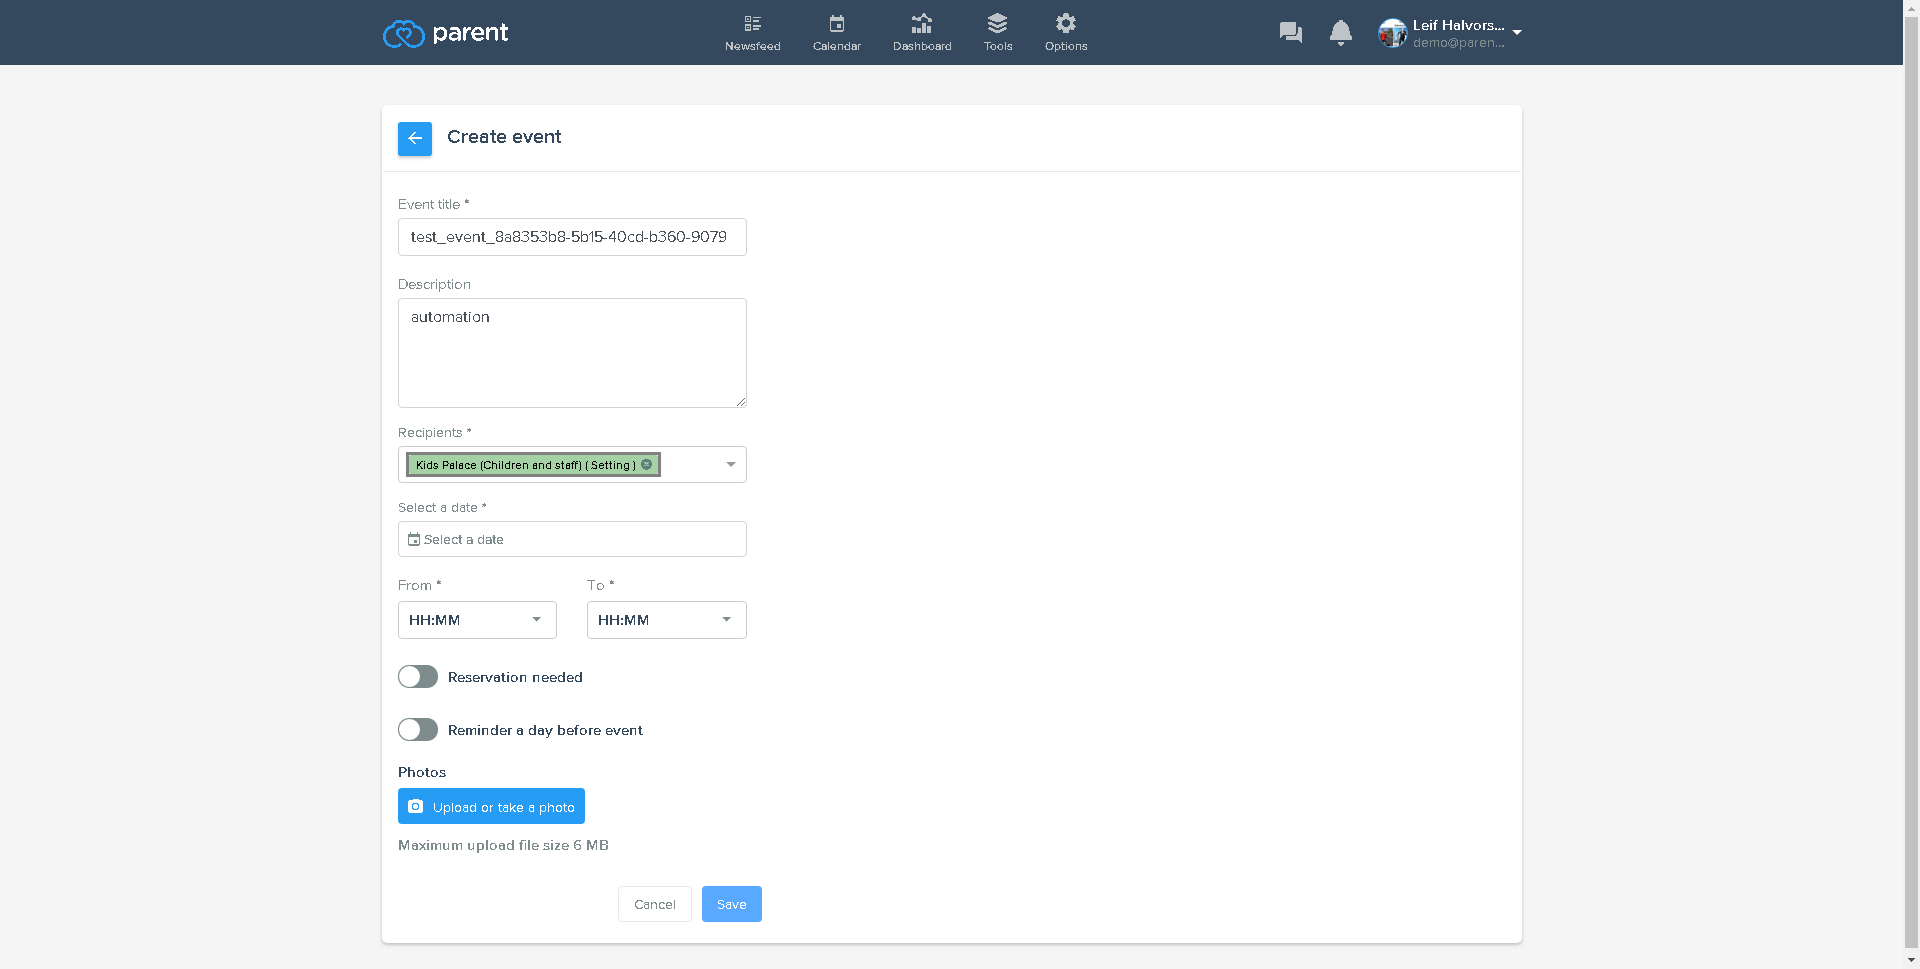 parent
Newsfeed
Calendar
Dashboard
Tools
Options
Leif Halvors...
demo@paren...
Create event
Event title *
test_event_8a8353b8-5b15-40cd-b360-9079
Description
automation
Recipients *
Kids Palace (Children and staff) ( Setting )
Select a date *
Select a date
From *
To *
HH:MM
HH:MM
Reservation needed
Reminder a day before event
Photos
Upload or take a photo
Maximum upload file size 6 MB
Cancel
Save